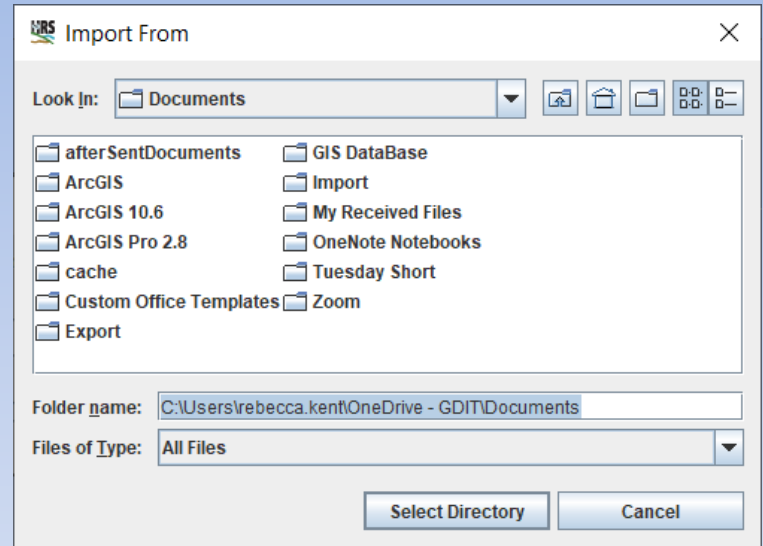 NRS Import From
Look In: Documents
afterSentDocuments GIS DataBase
ArcGIS Import
ArcGIS 10.6 My Received Files
ArcGIS Pro 2.8 OneNote Notebooks
cache Tuesday Short
Custom Office Templates Zoom
Export
Folder name: C:\Users\rebecca.kent\OneDrive - GDIT\Documents
Files of Type: All Files
Select Directory Cancel